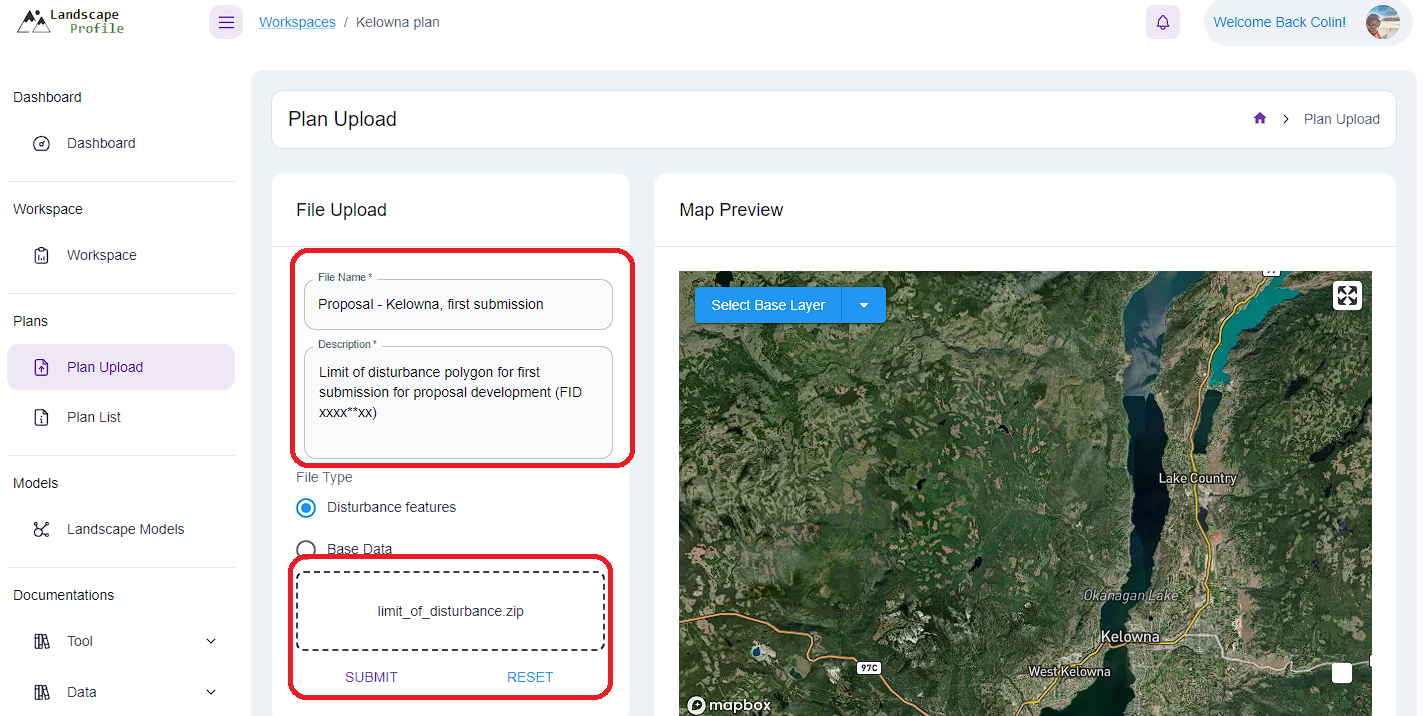 Landscape
Profile
Workspaces / Kelowna plan
Welcome Back Colin!
Dashboard
Dashboard
Workspace
Workspace
Plans
Plan Upload
Plan List
Models
Landscape Models
Documentations
Tool
Data
Plan Upload
Plan Upload
File Upload
File Name *
Proposal - Kelowna, first submission
Description *
Limit of disturbance polygon for first
submission for proposal development (FID
xxxx**xx)
File Type
Disturbance features
Base Data
limit_of_disturbance.zip
SUBMIT RESET
Map Preview
Select Base Layer
Lake Country
Okanagan Lake
Kelowna
97C
West Kelowna
mapbox